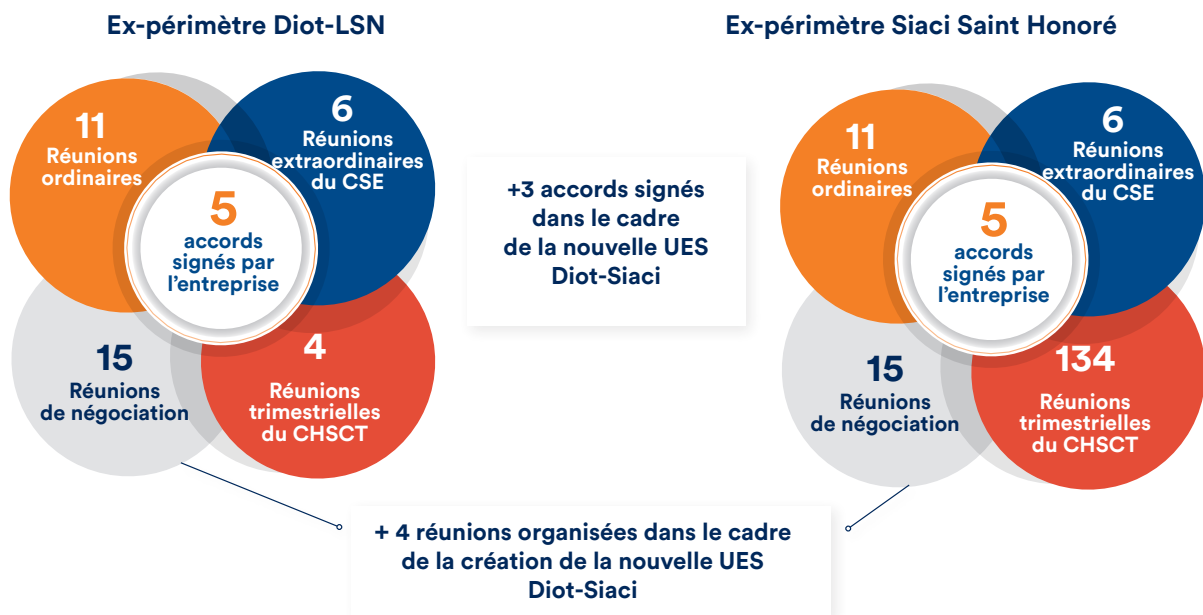 Ex-périmètre Diot-LSN
11
Réunions
ordinaires
6
Réunions
extraordinaires
du CSE
5
accords
signés par
l'entreprise
15
Réunions
de négociation
4
Réunions
trimestrielles
du CHSCT
+3 accords signés
dans le cadre
de la nouvelle UES
Diot-Siaci
Ex-périmètre Siaci Saint Honoré
11
Réunions
ordinaires
6
Réunions
extraordinaires
du CSE
5
accords
signés par
l'entreprise
15
Réunions
de négociation
134
Réunions
trimestrielles
du CHSCT
+ 4 réunions organisées dans le cadre
de la création de la nouvelle UES
Diot-Siaci